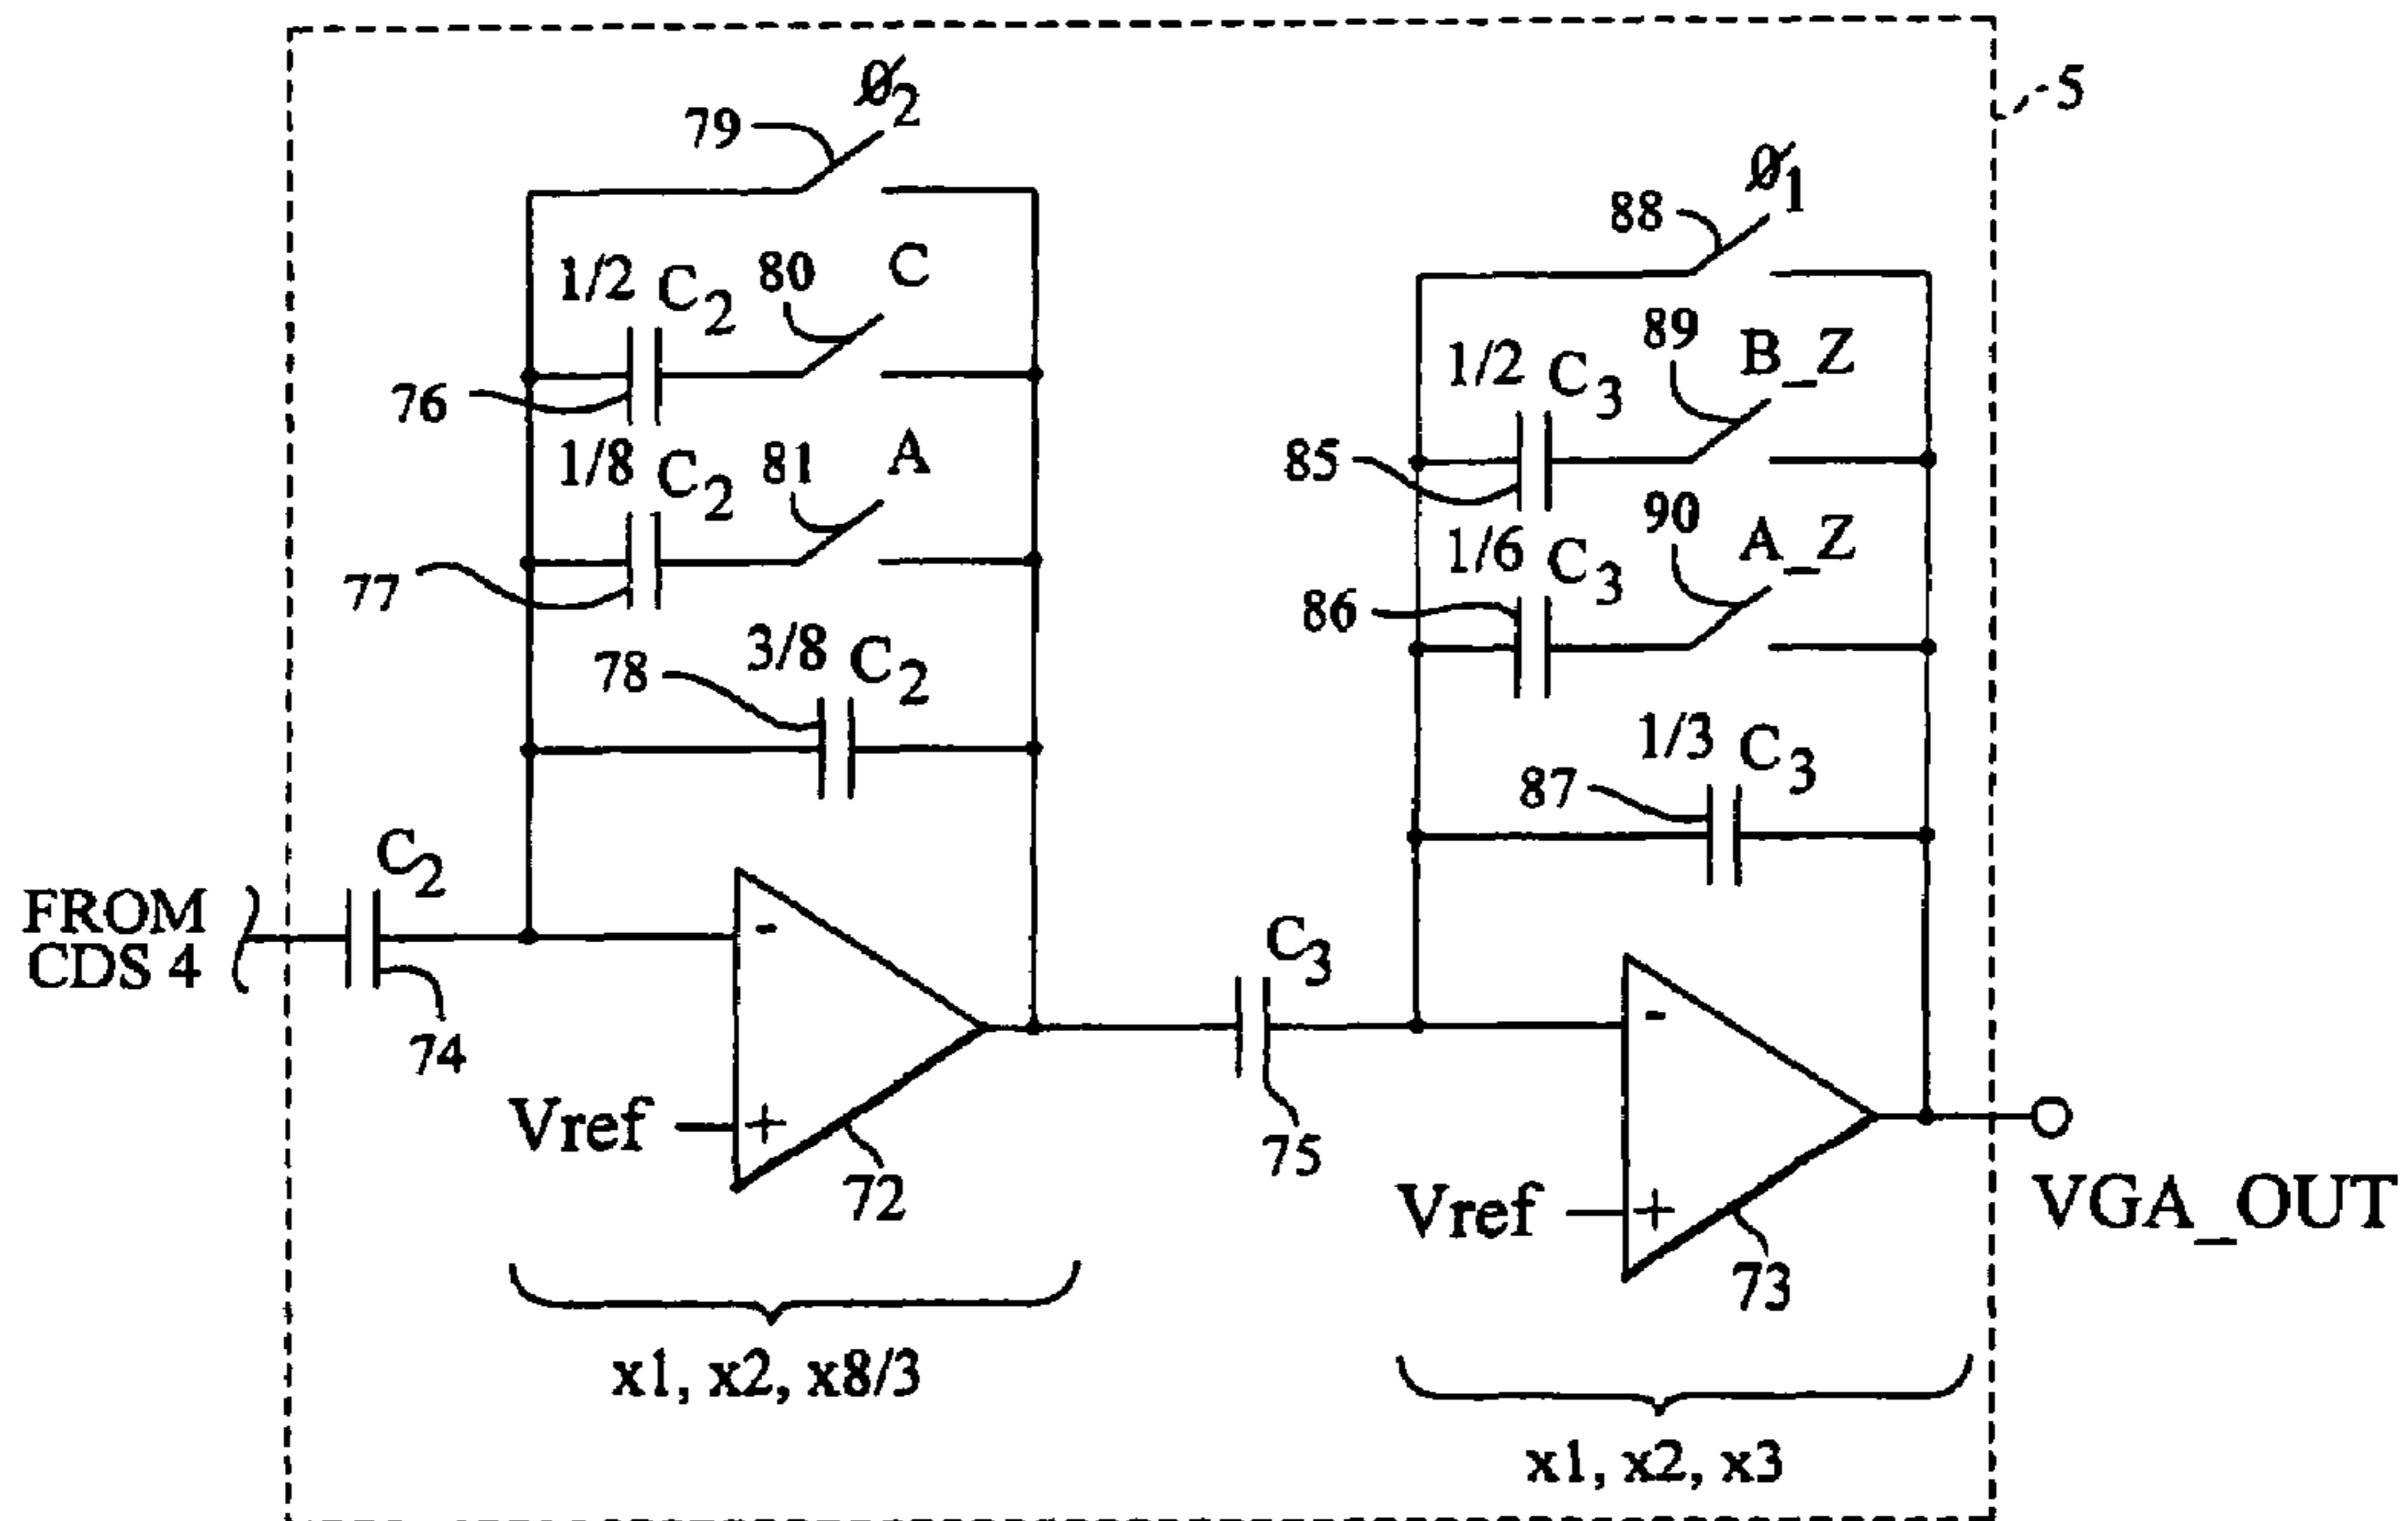 5
Ø2
79
Ø1
88
1/2 C2
80
C
76
1/2 C3
89
B_Z
85
1/8 C2
81
A
77
1/6 C3
90
A_Z
86
3/8 C2
78
1/3 C3
87
C2
FROM
CDS 4
74
C3
75
-
+
Vref
72
-
+
Vref
73
VGA_OUT
x1, x2, x8/3
x1, x2, x3